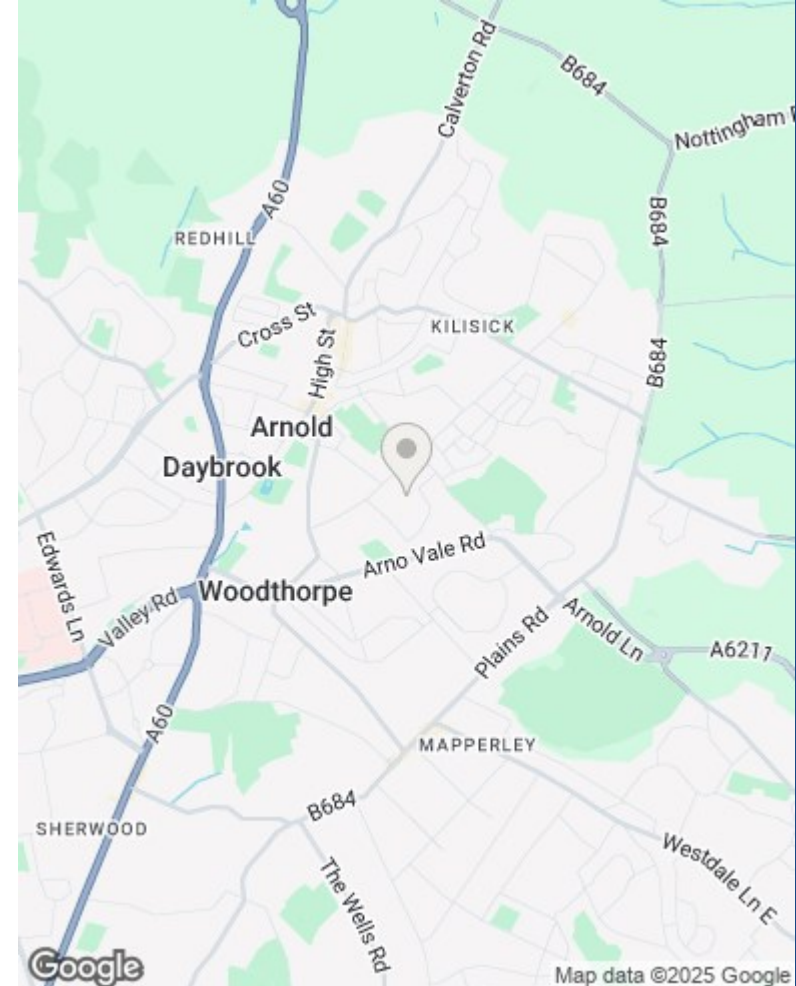 Calverton Rd
B684
Nottingham
A60
B684
REDHILL
Cross St
High St
KILISICK
B684
Arnold
Daybrook
Edwards Ln
Arno Vale Rd
Valley Rd
Woodthorpe
Plains Rd
Arnold Ln
A6211
A60
MAPPERLEY
B684
SHERWOOD
The Wells Rd
Westdale Ln E
Google
Map data ©2025 Google